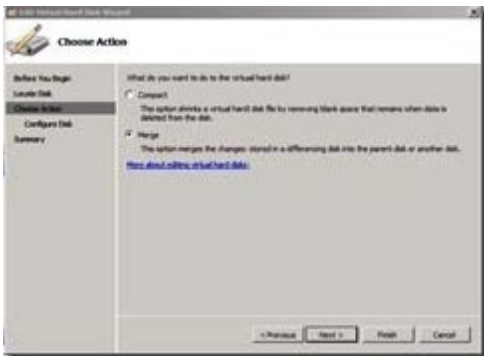 Edit Virtual Hard Disk Wizard
Choose Action
Before You Begin
Locate Disk
Choose Action
Configure Disk
Summary
What do you want to do to the virtual hard disk?
Compact
This option shrinks a virtual hard disk file by removing blank space that remains when data is
deleted from the disk.
Merge
This option merges the changes stored in a differencing disk into the parent disk or another disk.
More about editing virtual hard disks
< Previous
Next >
Finish
Cancel